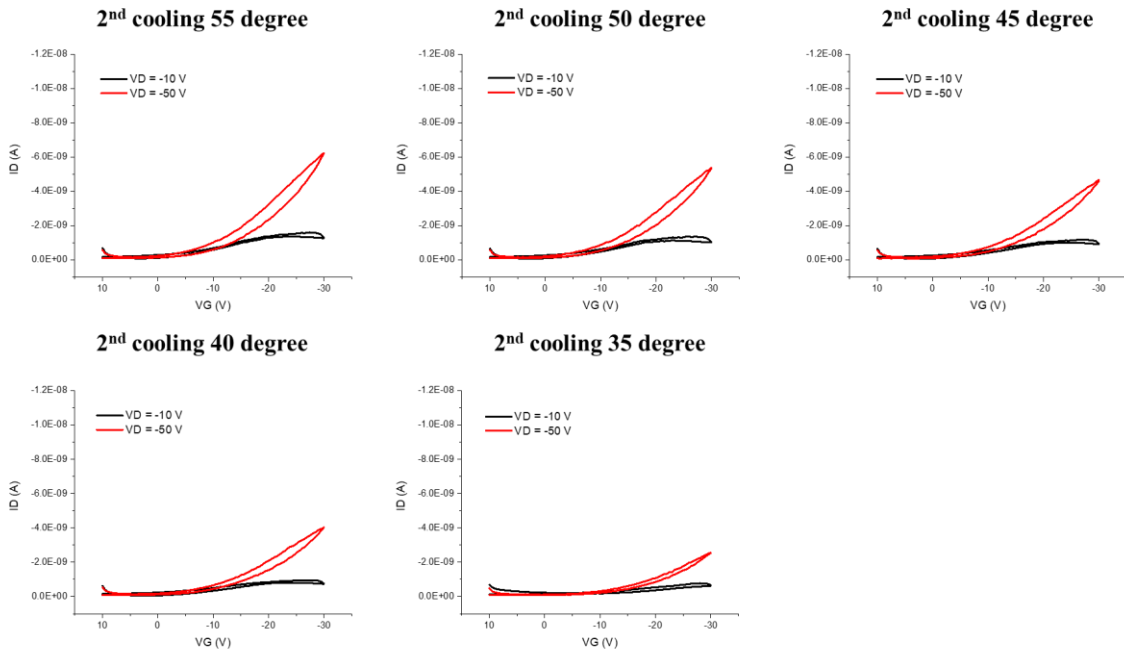 2nd cooling 55 degree
-1.2E-08
-1.0E-08
-8.0E-09
-6.0E-09
-4.0E-09
-2.0E-09
0.0E+00
ID (A)
VD = -10 V
VD = -50 V
10 0 -10 -20 -30
VG (V)
2nd cooling 50 degree
-1.2E-08
-1.0E-08
-8.0E-09
-6.0E-09
-4.0E-09
-2.0E-09
0.0E+00
ID (A)
VD = -10 V
VD = -50 V
10 0 -10 -20 -30
VG (V)
2nd cooling 45 degree
-1.2E-08
-1.0E-08
-8.0E-09
-6.0E-09
-4.0E-09
-2.0E-09
0.0E+00
ID (A)
VD = -10 V
VD = -50 V
10 0 -10 -20 -30
VG (V)
2nd cooling 40 degree
-1.2E-08
-1.0E-08
-8.0E-09
-6.0E-09
-4.0E-09
-2.0E-09
0.0E+00
ID (A)
VD = -10 V
VD = -50 V
10 0 -10 -20 -30
VG (V)
2nd cooling 35 degree
-1.2E-08
-1.0E-08
-8.0E-09
-6.0E-09
-4.0E-09
-2.0E-09
0.0E+00
ID (A)
VD = -10 V
VD = -50 V
10 0 -10 -20 -30
VG (V)